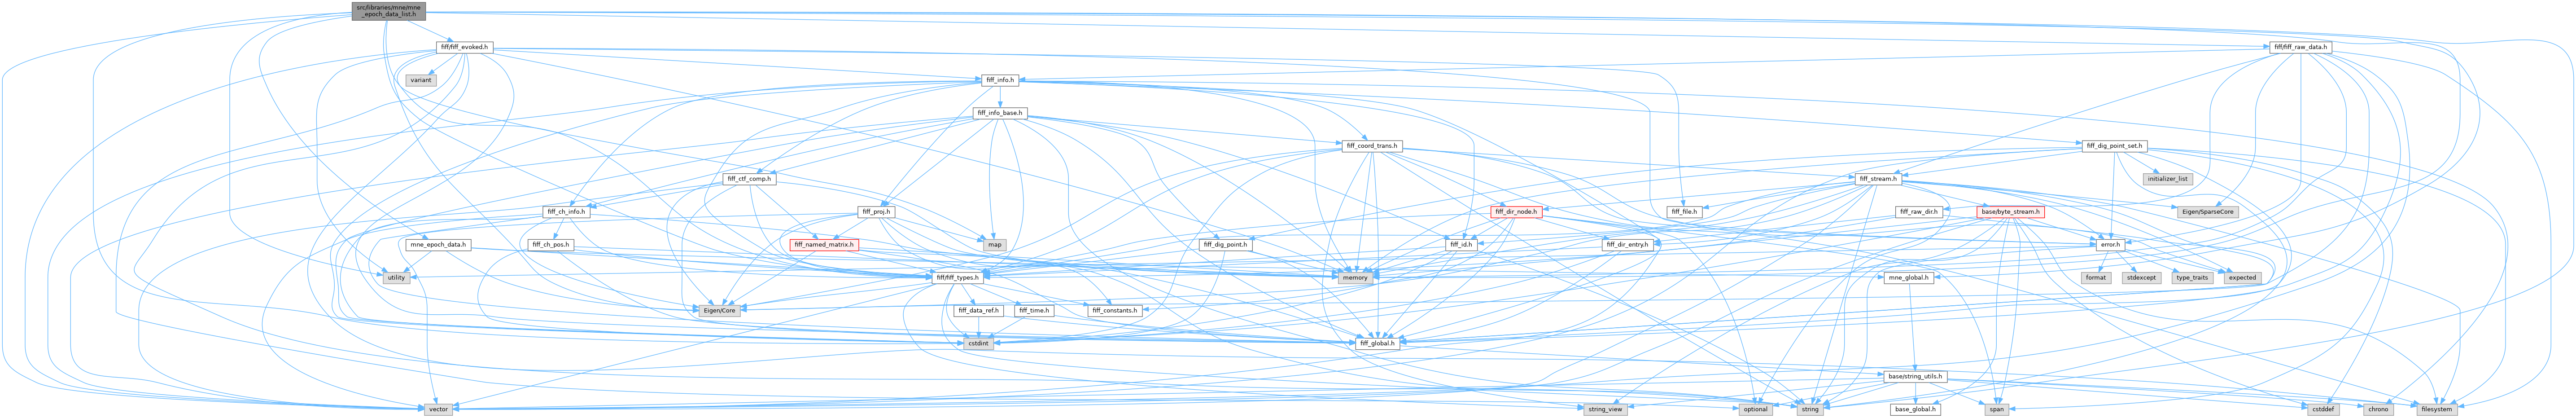 src/libraries/mne/mne
_epoch_data_list.h
fiff/fiff_evoked.h
fiff/fiff_raw_data.h
variant
fiff_info.h
fiff_info_base.h
fiff_coord_trans.h
fiff_dig_point_set.h
fiff_ctf_comp.h
fiff_stream.h
initializer_list
fiff_ch_info.h
fiff_proj.h
fiff_file.h
fiff_dir_node.h
fiff_raw_dir.h
base/byte_stream.h
Eigen/SparseCore
mne_epoch_data.h
fiff_ch_pos.h
fiff_named_matrix.h
map
fiff_dig_point.h
fiff_id.h
fiff_dir_entry.h
error.h
utility
fiff/fiff_types.h
memory
mne_global.h
format
stdexcept
type_traits
expected
Eigen/Core
fiff_data_ref.h
fiff_time.h
fiff_constants.h
cstdint
fiff_global.h
base/string_utils.h
vector
string_view
optional
string
base_global.h
span
cstddef
chrono
filesystem